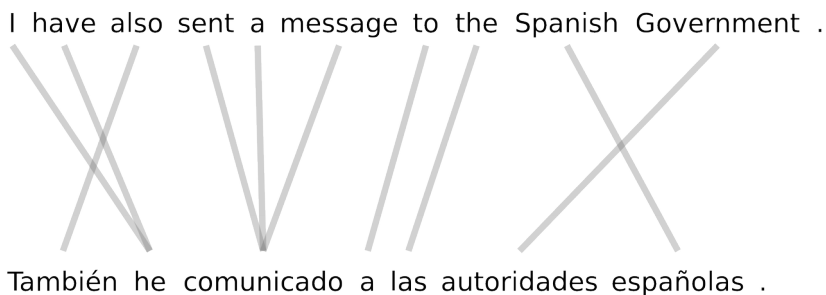 I have also sent a message to the Spanish Government .
También he comunicado a las autoridades españolas .